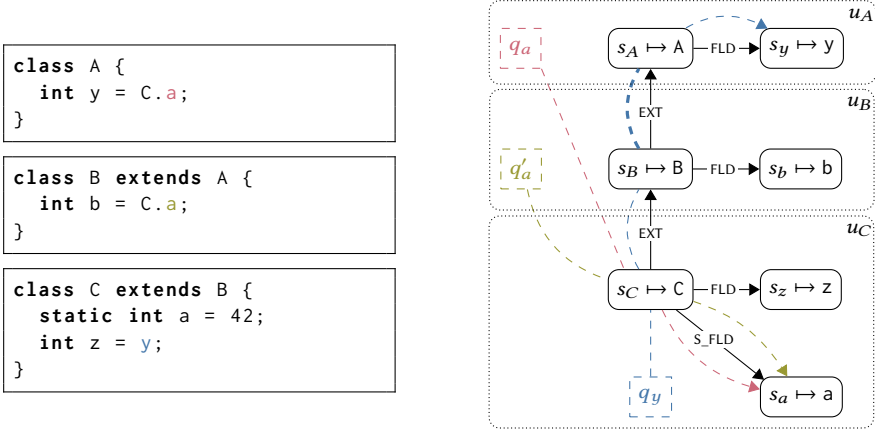 class A {
int y = C.a;
}
class B extends A {
int b = C.a;
}
class C extends B {
static int a = 42;
int z = y;
}
u_A
q_a
s_A ↦ A
FLD
s_y ↦ y
EXT
u_B
q'_a
s_B ↦ B
FLD
s_b ↦ b
EXT
u_C
s_C ↦ C
FLD
s_z ↦ z
S_FLD
q_y
s_a ↦ a